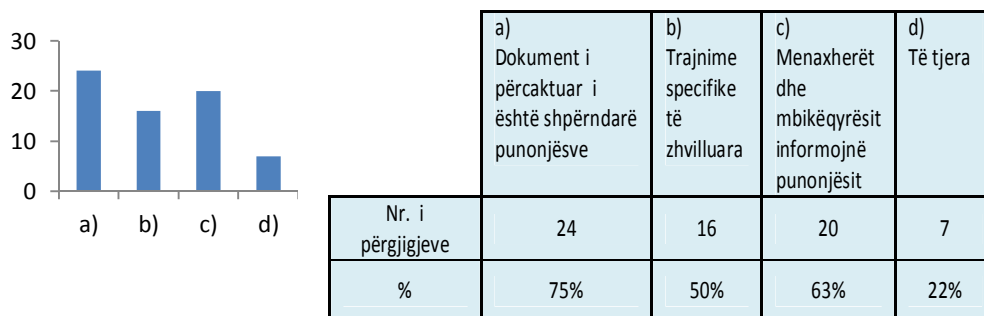 30
20
10
0
a) b) c) d)
a)
Dokument i
përcaktuar i
është shpërndarë
punonjësve
b)
Trajnime
specifike
të
zhvilluara
c)
Menaxherët
dhe
mbikëqyrësit
informojnë
punonjësit
d)
Të tjera
Nr. i
përgjigjeve
24
16
20
7
%
75%
50%
63%
22%